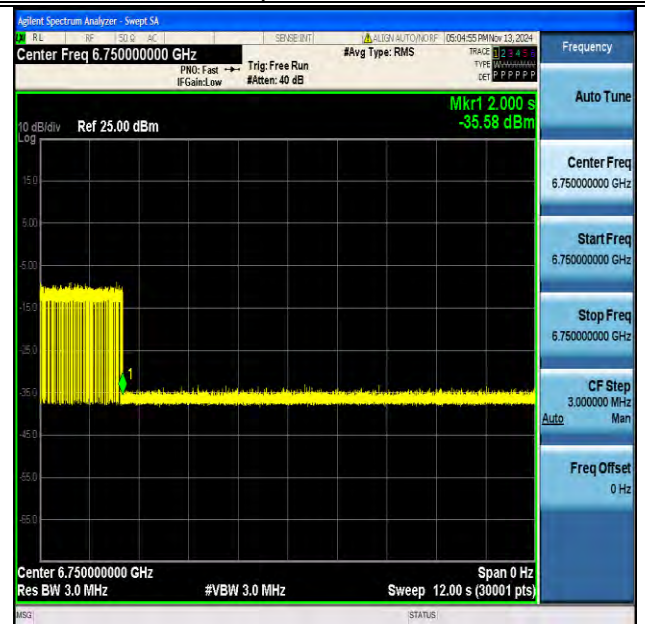 Agilent Spectrum Analyzer - Swept SA
RL RF 50 Ω AC SENSE:INT ALIGN AUTO/NO RF 05:04:55 PM Nov 13, 2024
Center Freq 6.750000000 GHz
#Avg Type: RMS
TRACE 1 2 3 4 5 6
TYPE
DET P P P P P P
PNO: Fast
IFGain:Low
Trig: Free Run
#Atten: 40 dB
Mkr1 2.000 s
-35.58 dBm
10 dB/div Ref 25.00 dBm
Log
15.0
5.00
-5.00
-15.0
-25.0
-35.0
-45.0
-55.0
-65.0
1
Center 6.750000000 GHz Span 0 Hz
Res BW 3.0 MHz #VBW 3.0 MHz Sweep 12.00 s (30001 pts)
MSG STATUS
Frequency
Auto Tune
Center Freq
6.750000000 GHz
Start Freq
6.750000000 GHz
Stop Freq
6.750000000 GHz
CF Step
3.000000 MHz
Auto Man
Freq Offset
0 Hz